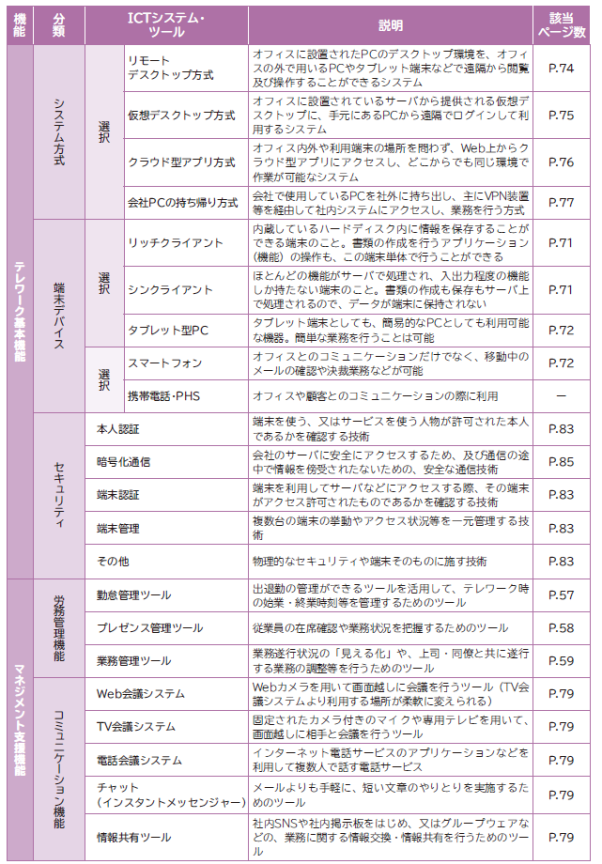 機能
分類
ICTシステム・
ツール
説明
該当
ページ数
テレワーク基本機能
システム方式
選択
リモート
デスクトップ方式
オフィスに設置されたPCのデスクトップ環境を、オフィ
スの外で用いるPCやタブレット端末などで遠隔から閲覧
及び操作することができるシステム
P.74
仮想デスクトップ方式
オフィスに設置されているサーバから提供される仮想デ
スクトップに、手元にあるPCから遠隔でログインして利
用するシステム
P.75
クラウド型アプリ方式
オフィス内外や利用端末の場所を問わず、Web上からク
ラウド型アプリにアクセスし、どこからでも同じ環境で
作業が可能なシステム
P.76
会社PCの持ち帰り方式
会社で使用しているPCを社外に持ち出し、主にVPN装置
等を経由して社内システムにアクセスし、業務を行う方式
P.77
端末デバイス
選択
リッチクライアント
内蔵しているハードディスク内に情報を保存することが
できる端末のこと。書類の作成を行うアプリケーション
(機能)の操作も、この端末単体で行うことができる
P.71
シンクライアント
ほとんどの機能がサーバで処理され、入出力程度の機能
しか持たない端末のこと。書類の作成も保存もサーバ上
で処理されるので、データが端末に保持されない
P.71
タブレット型PC
タブレット端末としても、簡易的なPCとしても利用可能
な機器。簡単な業務を行うことは可能
P.72
選択
スマートフォン
オフィスとのコミュニケーションだけでなく、移動中の
メールの確認や決裁業務などが可能
P.72
携帯電話・PHS
オフィスや顧客とのコミュニケーションの際に利用
ー
セキュリティ
本人認証
端末を使う、又はサービスを使う人物が許可された本人
であるかを確認する技術
P.83
暗号化通信
会社のサーバに安全にアクセスするため、及び通信の途
中で情報を傍受されないための、安全な通信技術
P.85
端末認証
端末を利用してサーバなどにアクセスする際、その端末
がアクセス許可されたものであるかを確認する技術
P.83
端末管理
複数台の端末の挙動やアクセス状況等を一元管理する技
術
P.83
その他
物理的なセキュリティや端末そのものに施す技術
P.83
マネジメント支援機能
労務管理機能
勤怠管理ツール
出退勤の管理ができるツールを活用して、テレワーク時
の始業・終業時刻等を管理するためのツール
P.57
プレゼンス管理ツール
従業員の在席確認や業務状況を把握するためのツール
P.58
業務管理ツール
業務遂行状況の「見える化」や、上司・同僚と共に遂行
する業務の調整等を行うためのツール
P.59
コミュニケーション機能
Web会議システム
Webカメラを用いて画面越しに会議を行うツール(TV会
議システムより利用する場所が柔軟に変えられる)
P.79
TV会議システム
固定されたカメラ付きのマイクや専用テレビを用いて、
画面越しに相手と会議を行うツール
P.79
電話会議システム
インターネット電話サービスのアプリケーションなどを
利用して複数人で話す電話サービス
P.79
チャット
(インスタントメッセンジャー)
メールよりも手軽に、短い文章のやりとりを実施するた
めのツール
P.79
情報共有ツール
社内SNSや社内掲示板をはじめ、又はグループウェアな
どの、業務に関する情報交換・情報共有を行うためのツー
ル
P.79